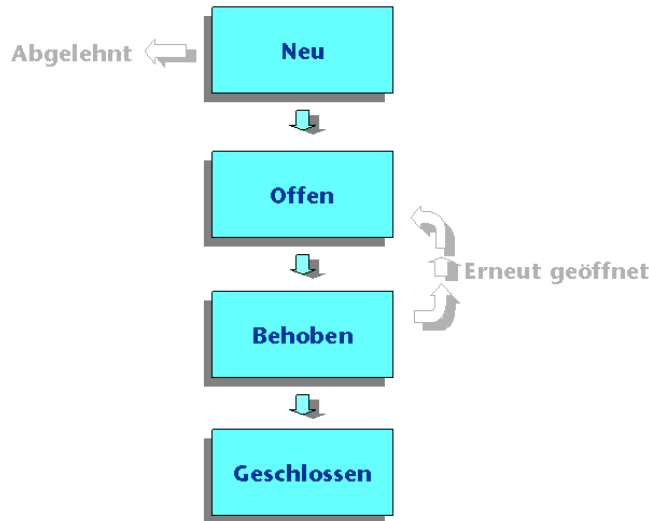 Neu
Abgelehnt
Offen
Erneut geöffnet
Behoben
Geschlossen